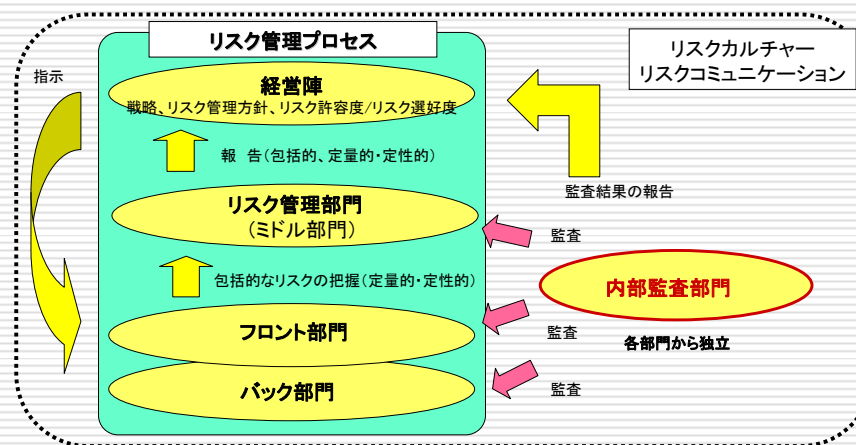 リスク管理プロセス
リスクカルチャー
リスクコミュニケーション
指示
経営陣
戦略、リスク管理方針、リスク許容度/リスク選好度
報 告(包括的、定量的・定性的)
監査結果の報告
リスク管理部門
(ミドル部門)
監査
包括的なリスクの把握(定量的・定性的)
内部監査部門
フロント部門
監査
各部門から独立
バック部門
監査